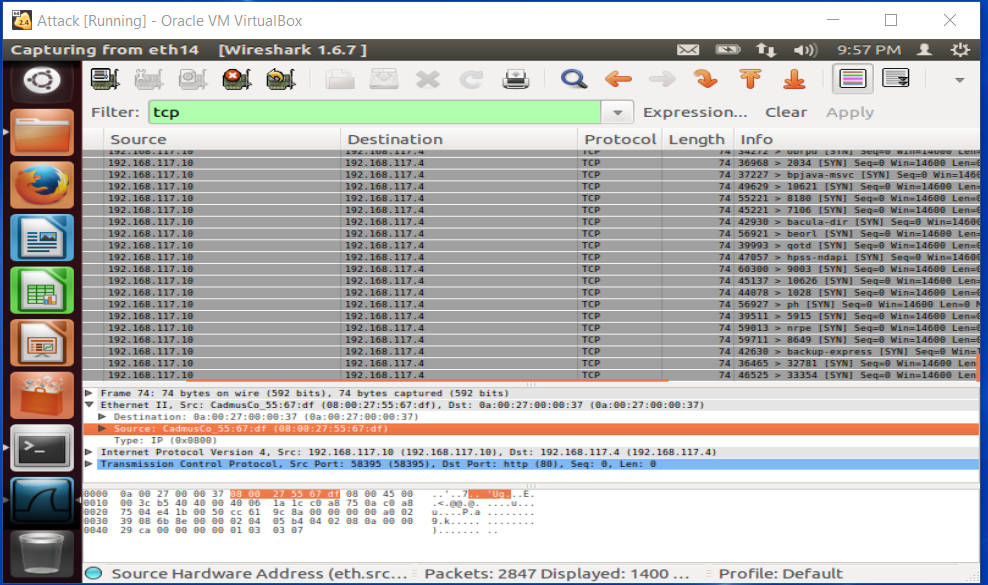 Attack [Running] - Oracle VM VirtualBox
Capturing from eth14 [Wireshark 1.6.7 ] 9:57 PM
Filter: tcp Expression... Clear Apply
Source Destination Protocol Length Info
192.168.117.10 192.168.117.4 TCP 74 34272 > [SYN] Seq=0 Win=14600 Len=
192.168.117.10 192.168.117.4 TCP 74 36968 > 2034 [SYN] Seq=0 Win=14600 Len=
192.168.117.10 192.168.117.4 TCP 74 37227 > bpjava-msvc [SYN] Seq=0 Win=146
192.168.117.10 192.168.117.4 TCP 74 49629 > 10621 [SYN] Seq=0 Win=14600 Len
192.168.117.10 192.168.117.4 TCP 74 55221 > 8180 [SYN] Seq=0 Win=14600 Len=
192.168.117.10 192.168.117.4 TCP 74 45221 > 7106 [SYN] Seq=0 Win=14600 Len=
192.168.117.10 192.168.117.4 TCP 74 42930 > bacula-dir [SYN] Seq=0 Win=1460
192.168.117.10 192.168.117.4 TCP 74 56921 > beorl [SYN] Seq=0 Win=14600 Len
192.168.117.10 192.168.117.4 TCP 74 39993 > qotd [SYN] Seq=0 Win=14600 Len=
192.168.117.10 192.168.117.4 TCP 74 47057 > hpss-ndapi [SYN] Seq=0 Win=1460
192.168.117.10 192.168.117.4 TCP 74 60300 > 9003 [SYN] Seq=0 Win=14600 Len=
192.168.117.10 192.168.117.4 TCP 74 45137 > 10626 [SYN] Seq=0 Win=14600 Len
192.168.117.10 192.168.117.4 TCP 74 44078 > 1028 [SYN] Seq=0 Win=14600 Len=
192.168.117.10 192.168.117.4 TCP 74 56927 > ph [SYN] Seq=0 Win=14600 Len=0 M
192.168.117.10 192.168.117.4 TCP 74 39511 > 5915 [SYN] Seq=0 Win=14600 Len=
192.168.117.10 192.168.117.4 TCP 74 59013 > nrpe [SYN] Seq=0 Win=14600 Len=
192.168.117.10 192.168.117.4 TCP 74 59711 > 8649 [SYN] Seq=0 Win=14600 Len=
192.168.117.10 192.168.117.4 TCP 74 42630 > backup-express [SYN] Seq=0 Win=
192.168.117.10 192.168.117.4 TCP 74 36465 > 32781 [SYN] Seq=0 Win=14600 Len
192.168.117.10 192.168.117.4 TCP 74 46525 > 33354 [SYN] Seq=0 Win=14600 Len
Frame 74: 74 bytes on wire (592 bits), 74 bytes captured (592 bits)
Ethernet II, Src: CadmusCo_55:67:df (08:00:27:55:67:df), Dst: 0a:00:27:00:00:37 (0a:00:27:00:00:37)
Destination: 0a:00:27:00:00:37 (0a:00:27:00:00:37)
Source: CadmusCo_55:67:df (08:00:27:55:67:df)
Type: IP (0x0800)
Internet Protocol Version 4, Src: 192.168.117.10 (192.168.117.10), Dst: 192.168.117.4 (192.168.117.4)
Transmission Control Protocol, Src Port: 58395 (58395), Dst Port: http (80), Seq: 0, Len: 0
0000 0a 00 27 00 00 37 08 00 27 55 67 df 08 00 45 00 ..'..7.. 'Ug...E.
0010 00 3c b5 40 40 00 40 06 1a 1c c0 a8 75 0a c0 a8 .<.@@.@. ....u...
0020 75 04 e4 1b 00 50 cc 61 9c 8a 00 00 00 00 a0 02 u....P.a ........
0030 39 08 6b 8e 00 00 02 04 05 b4 04 02 08 0a 00 00 9.k..... ........
0040 29 ca 00 00 00 00 01 03 03 07 )....... ..
Source Hardware Address (eth.src... Packets: 2847 Displayed: 1400 ... Profile: Default